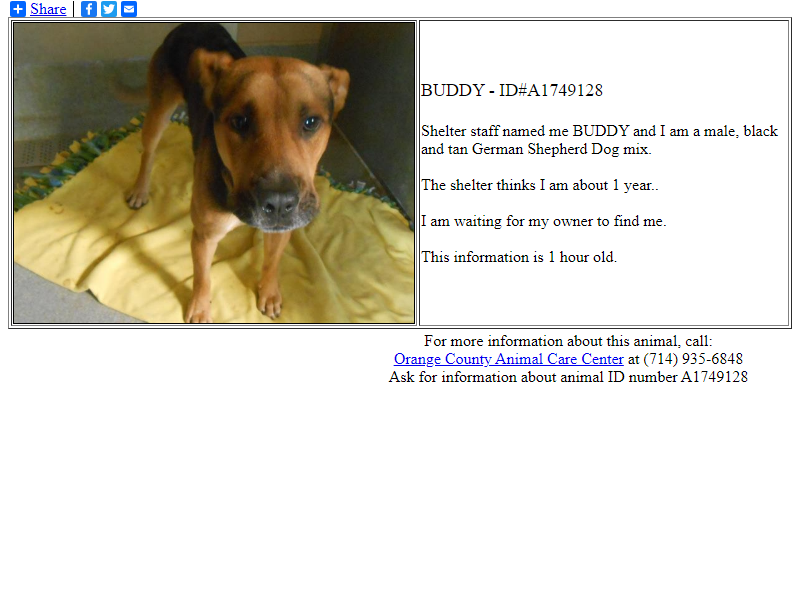 Share
BUDDY - ID#A1749128
Shelter staff named me BUDDY and I am a male, black
and tan German Shepherd Dog mix.
The shelter thinks I am about 1 year..
I am waiting for my owner to find me.
This information is 1 hour old.
For more information about this animal, call:
Orange County Animal Care Center at (714) 935-6848
Ask for information about animal ID number A1749128